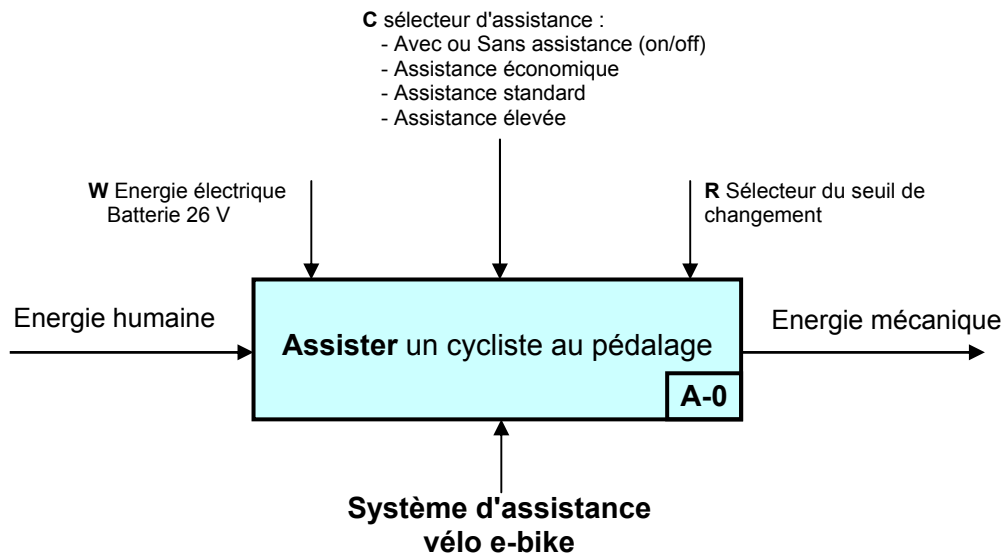 C sélecteur d'assistance :
- Avec ou Sans assistance (on/off)
- Assistance économique
- Assistance standard
- Assistance élevée
W Energie électrique
Batterie 26 V
R Sélecteur du seuil de
changement
Energie humaine
Assister un cycliste au pédalage
A-0
Energie mécanique
Système d'assistance
vélo e-bike